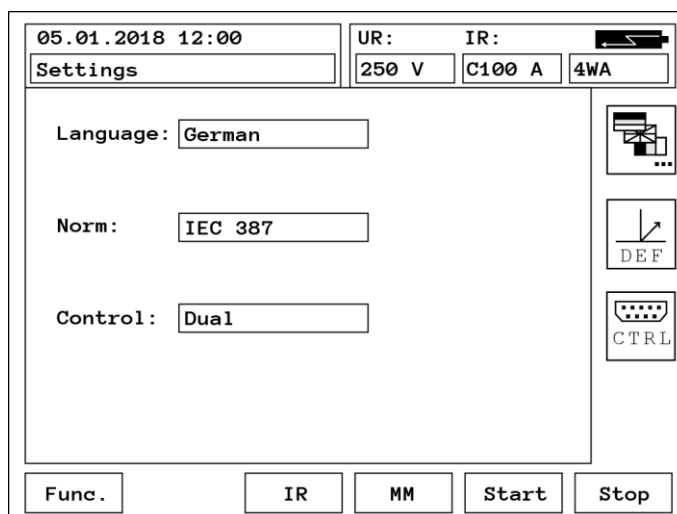 05.01.2018 12:00 UR: IR:
Settings 250 V C100 A 4WA
Language: German
Norm: IEC 387
DEF
Control: Dual
CTRL
Func. IR MM Start Stop